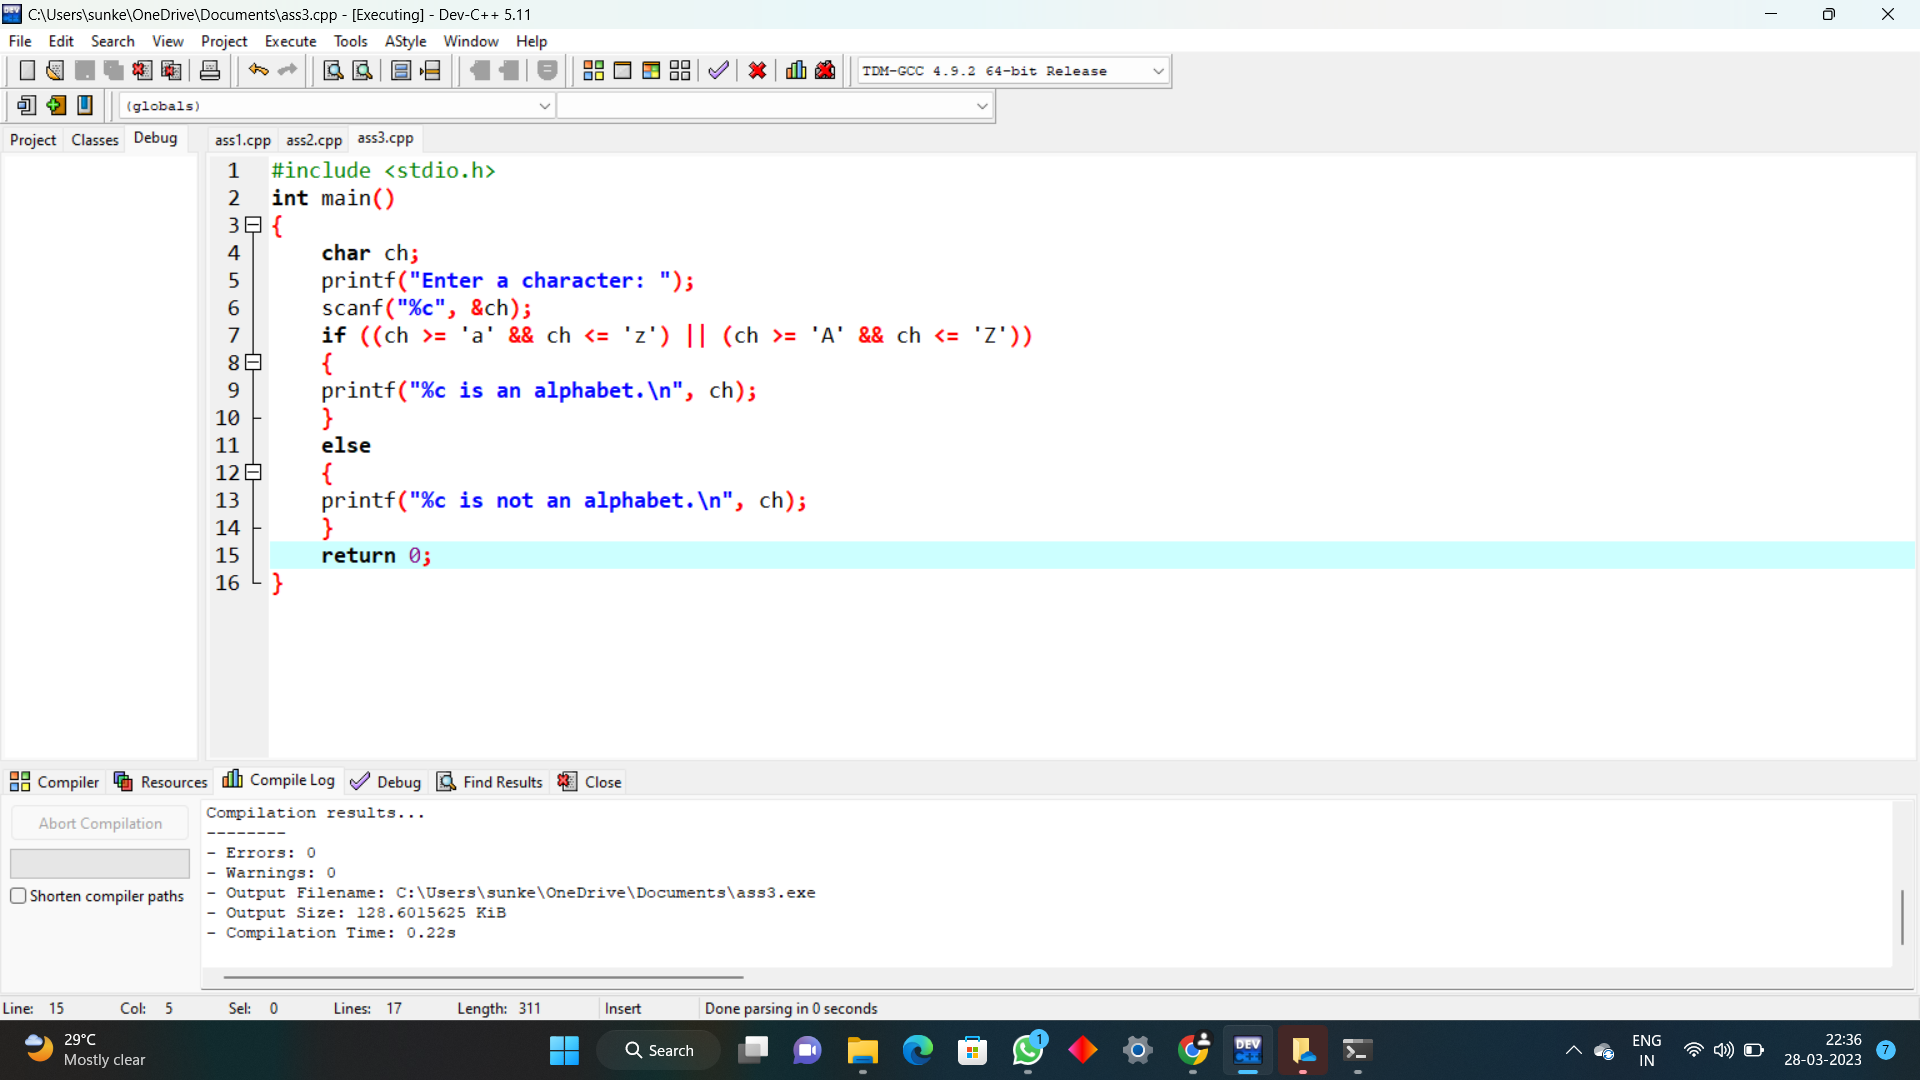 C:\Users\sunke\OneDrive\Documents\ass3.cpp - [Executing] - Dev-C++ 5.11
File Edit Search View Project Execute Tools AStyle Window Help
TDM-GCC 4.9.2 64-bit Release
(globals)
Project Classes Debug ass1.cpp ass2.cpp ass3.cpp
1 #include <stdio.h>
2 int main()
3 {
4 char ch;
5 printf("Enter a character: ");
6 scanf("%c", &ch);
7 if ((ch >= 'a' && ch <= 'z') || (ch >= 'A' && ch <= 'Z'))
8 {
9 printf("%c is an alphabet.\n", ch);
10 }
11 else
12 {
13 printf("%c is not an alphabet.\n", ch);
14 }
15 return 0;
16 }
Compiler Resources Compile Log Debug Find Results Close
Abort Compilation
Shorten compiler paths
Compilation results...
--------
- Errors: 0
- Warnings: 0
- Output Filename: C:\Users\sunke\OneDrive\Documents\ass3.exe
- Output Size: 128.6015625 KiB
- Compilation Time: 0.22s
Line: 15 Col: 5 Sel: 0 Lines: 17 Length: 311 Insert Done parsing in 0 seconds
29°C
Mostly clear
Search
1
DEV
C++
ENG
IN
22:36
28-03-2023
7